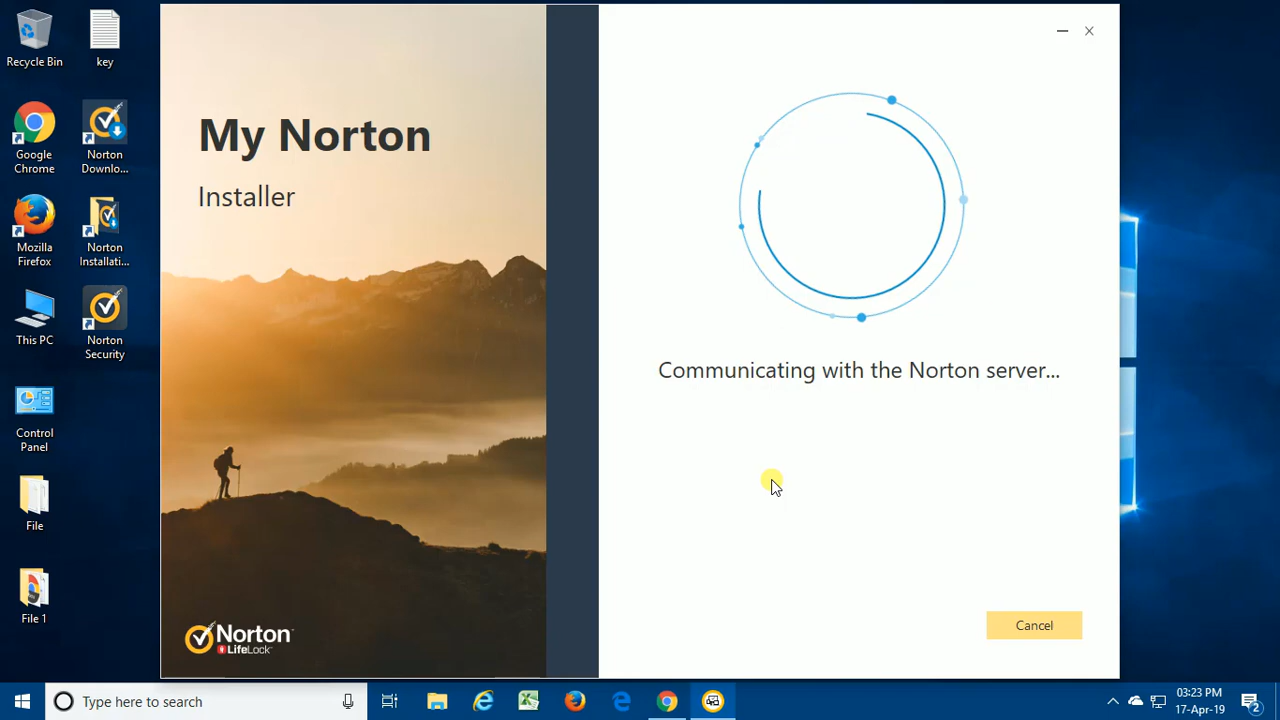 Recycle Bin
key
Google
Chrome
Norton
Downlo...
Mozilla
Firefox
Norton
Installati...
This PC
Norton
Security
Control
Panel
File
File 1
My Norton
Installer
Norton
LifeLock
Communicating with the Norton server...
Cancel
Type here to search
03:23 PM
17-Apr-19
2